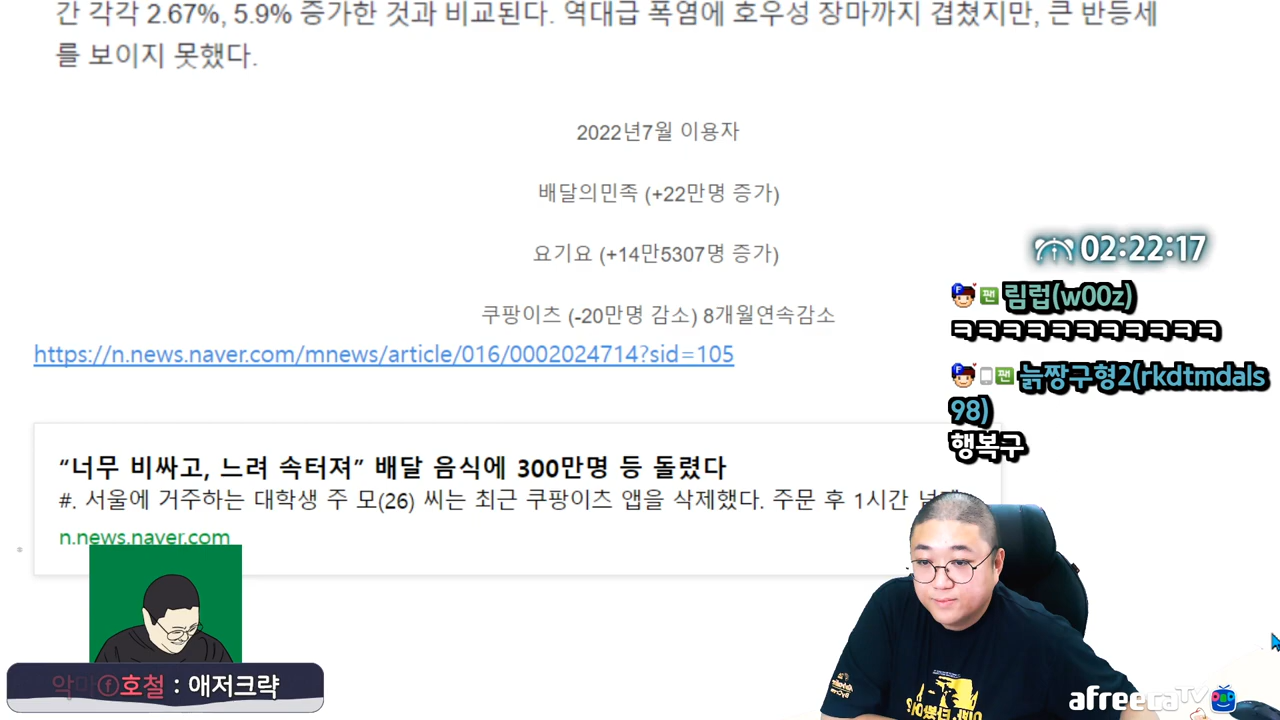 간 각각 2.67%, 5.9% 증가한 것과 비교된다. 역대급 폭염에 호우성 장마까지 겹쳤지만, 큰 반등세
를 보이지 못했다.
2022년7월 이용자
배달의민족 (+22만명 증가)
요기요 (+14만5307명 증가)
쿠팡이츠 (-20만명 감소) 8개월연속감소
https://n.news.naver.com/mnews/article/016/0002024714?sid=105
“너무 비싸고, 느려 속터져” 배달 음식에 300만명 등 돌렸다
#. 서울에 거주하는 대학생 주 모(26) 씨는 최근 쿠팡이츠 앱을 삭제했다. 주문 후 1시간
n.news.naver.com
02:22:17
F 팬 림럽(w00z)
ㅋㅋㅋㅋㅋㅋㅋㅋㅋㅋㅋ
F 팬 늙짱구형2(rkdtmdals
98)
행복구
악마ⓕ호철 : 애저크략
afreecaTV